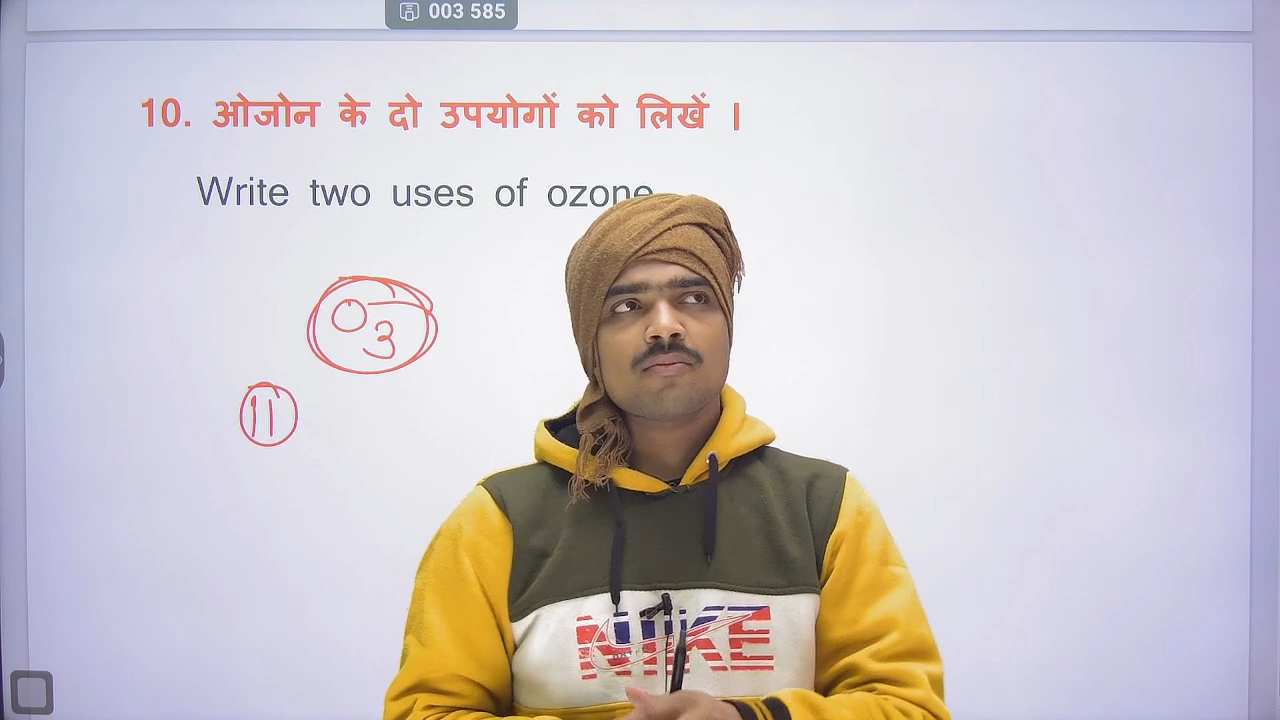 003 585
10. ओजोन के दो उपयोगों को लिखें ।
Write two uses of ozone
O3
11
NIKE